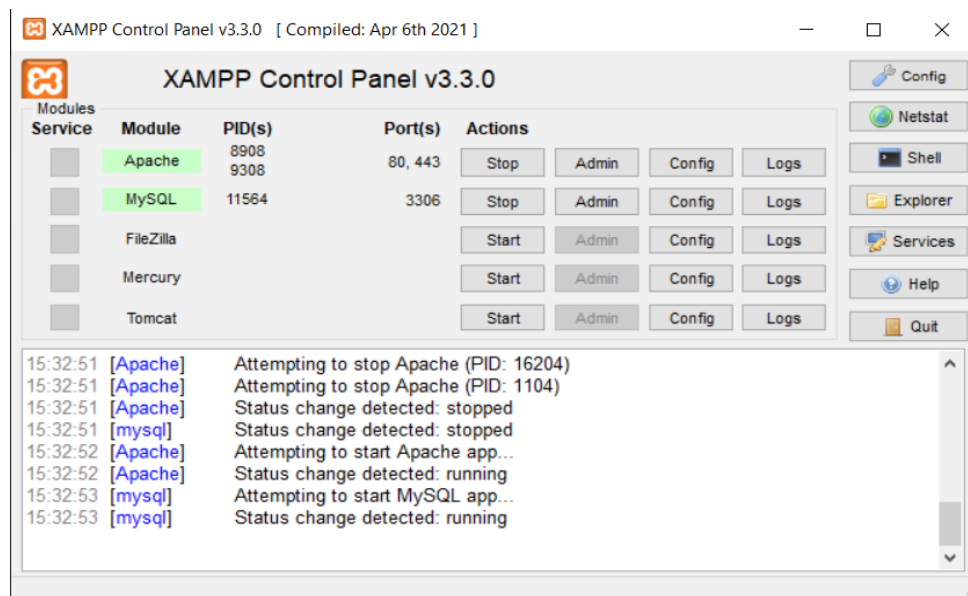 XAMPP Control Panel v3.3.0 [ Compiled: Apr 6th 2021 ]
XAMPP Control Panel v3.3.0
Config
Modules
Service Module PID(s) Port(s) Actions
Netstat
Apache 8908 9308 80, 443 Stop Admin Config Logs
Shell
MySQL 11564 3306 Stop Admin Config Logs
Explorer
FileZilla Start Admin Config Logs
Services
Mercury Start Admin Config Logs
Help
Tomcat Start Admin Config Logs
Quit
15:32:51 [Apache] Attempting to stop Apache (PID: 16204)
15:32:51 [Apache] Attempting to stop Apache (PID: 1104)
15:32:51 [Apache] Status change detected: stopped
15:32:51 [mysql] Status change detected: stopped
15:32:52 [Apache] Attempting to start Apache app...
15:32:52 [Apache] Status change detected: running
15:32:53 [mysql] Attempting to start MySQL app...
15:32:53 [mysql] Status change detected: running